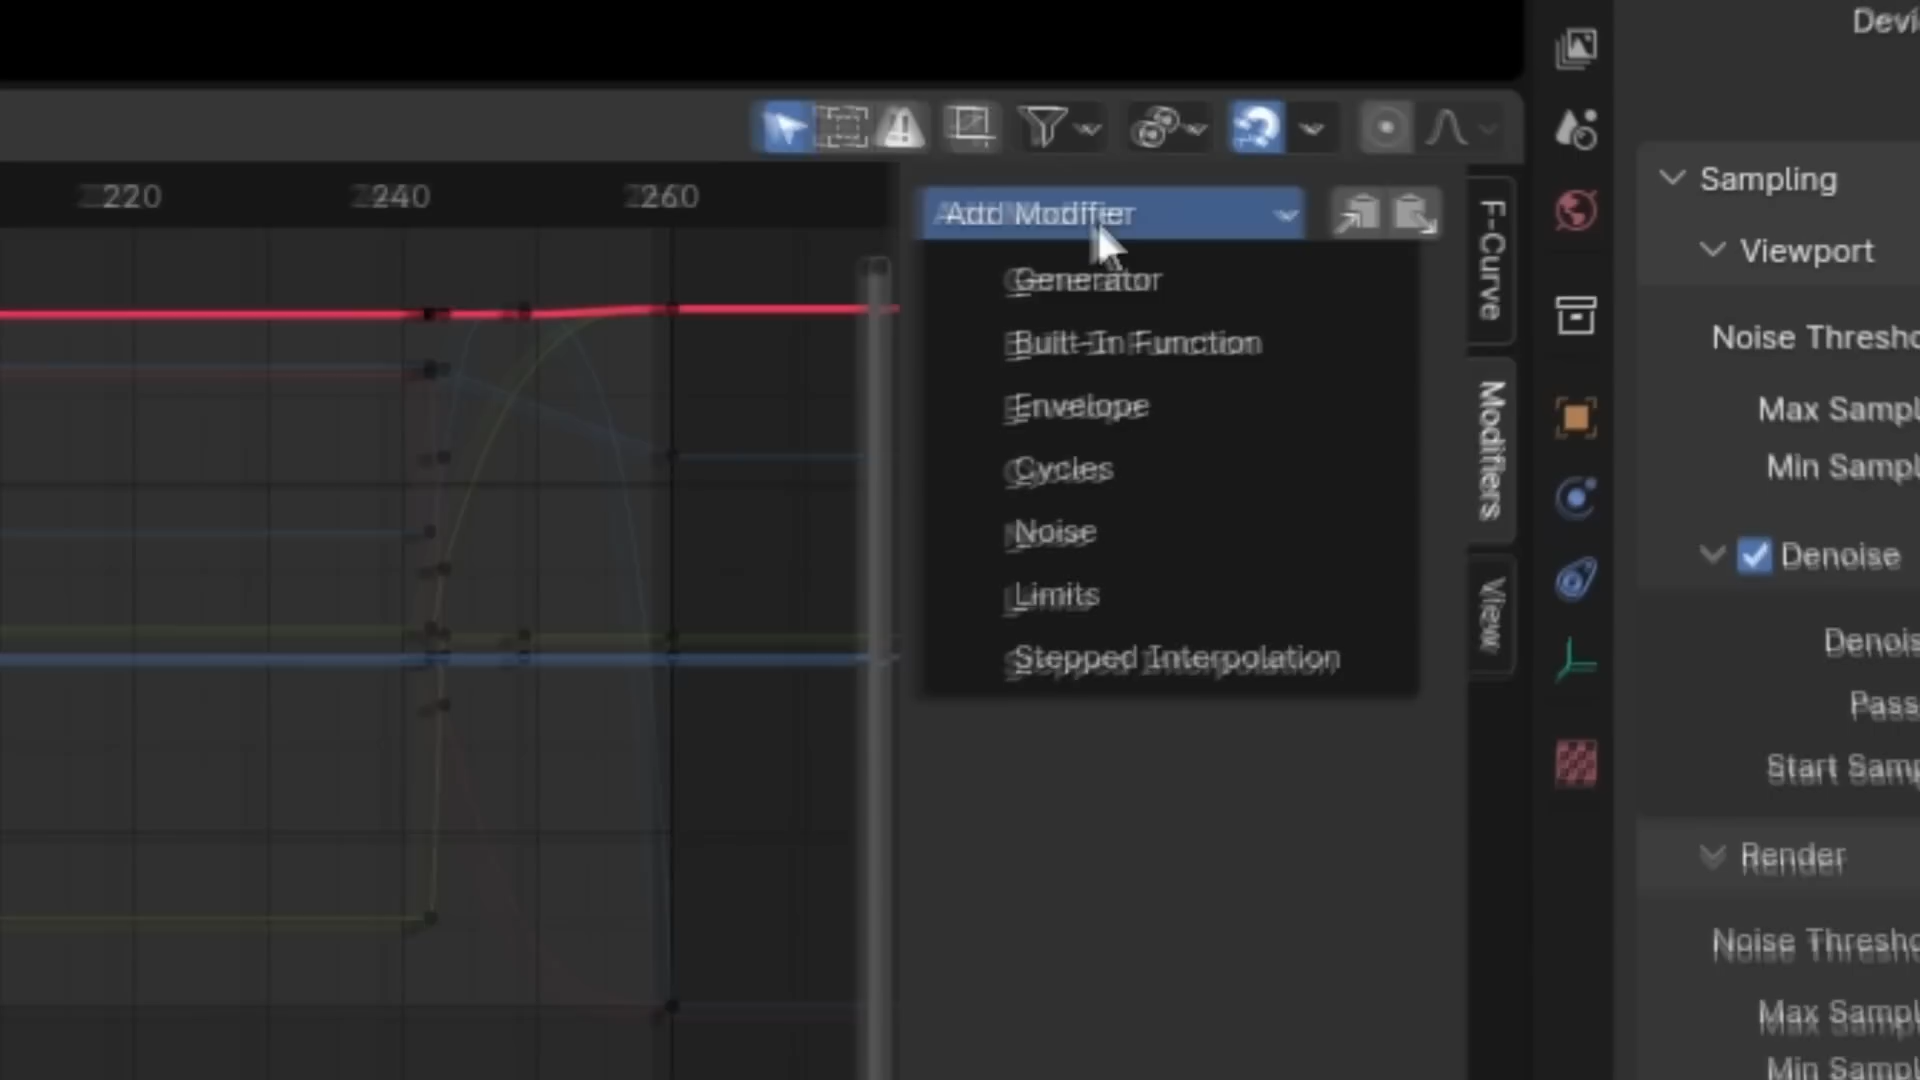 Devi
220
240
260
Add Modifier
Generator
Built-In Function
Envelope
Cycles
Noise
Limits
Stepped Interpolation
F-Curve
Modifiers
View
Sampling
Viewport
Noise Thresho
Max Sampl
Min Sampl
Denoise
Denois
Pass
Start Samp
Render
Noise Thresho
Max Sampl
Min Sampl